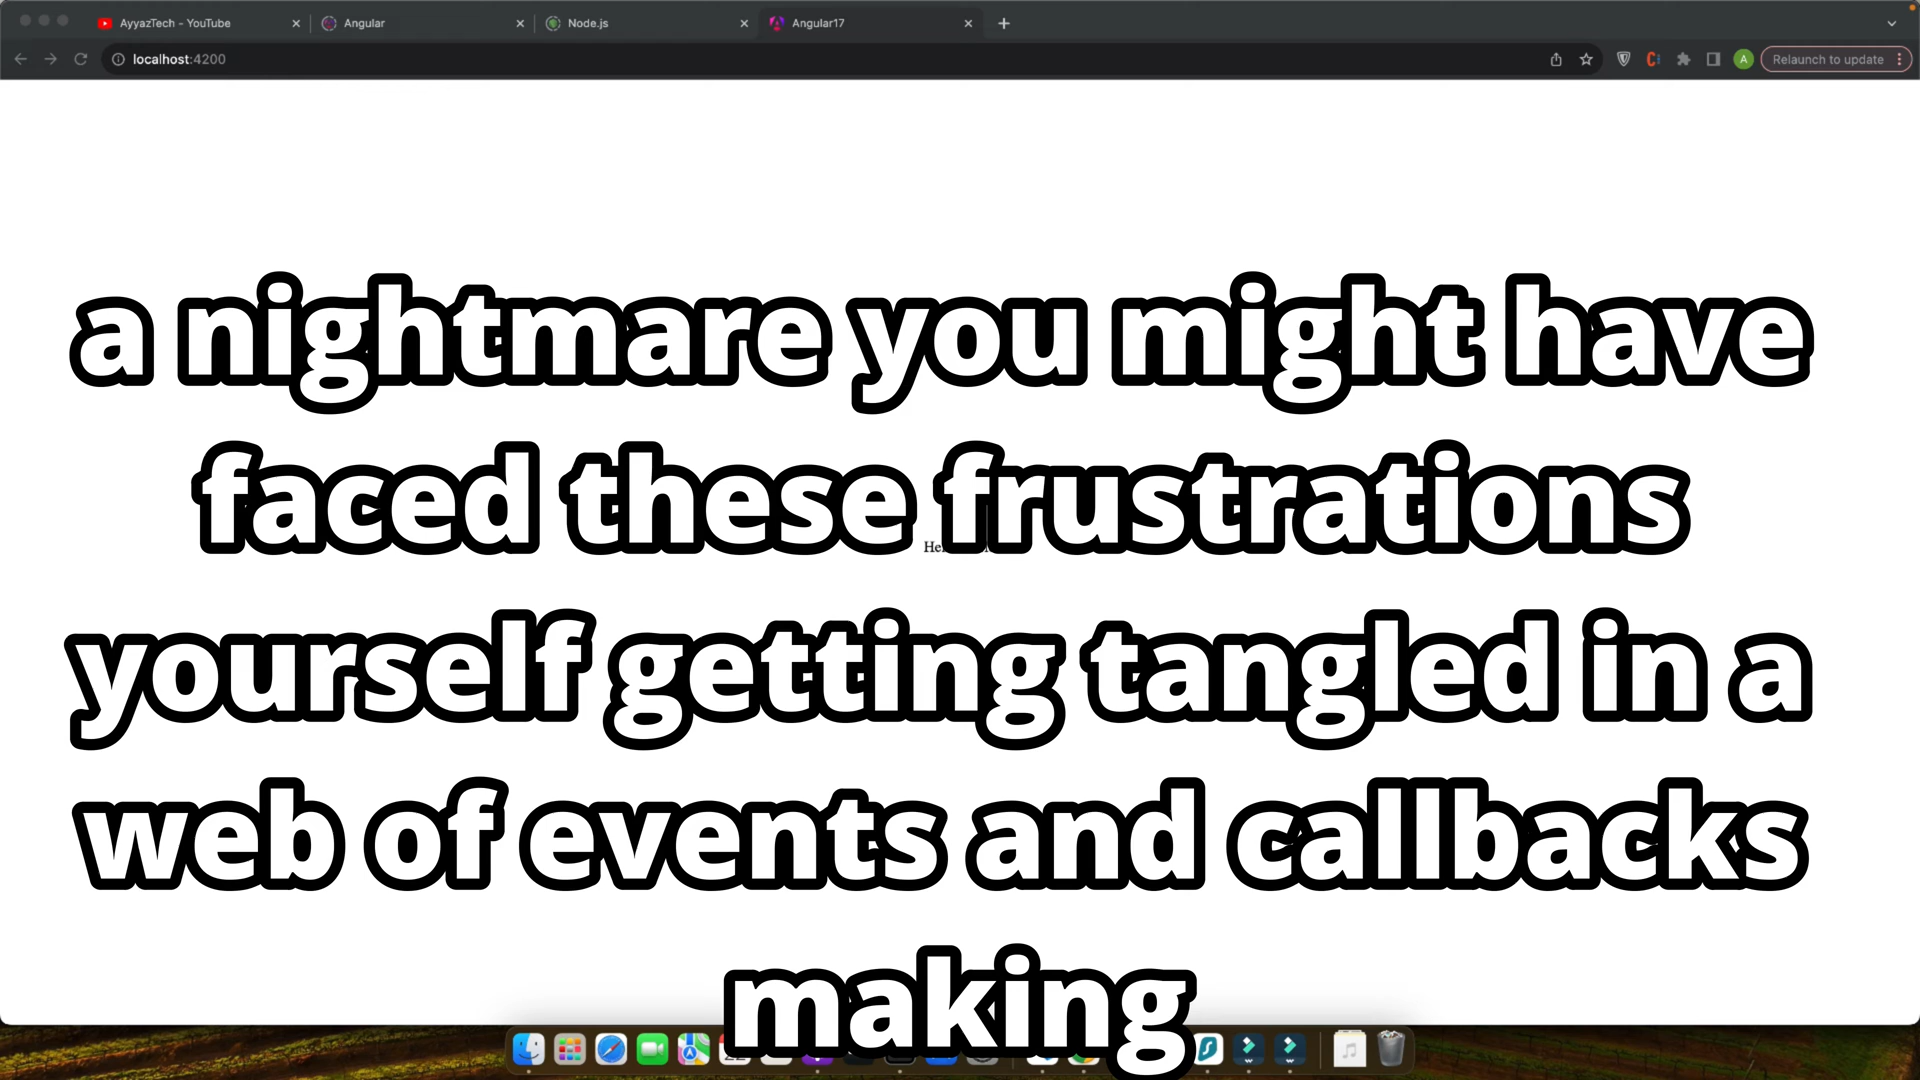 AyyazTech - YouTube
Angular
Node.js
Angular17
localhost:4200
A
Relaunch to update
a nightmare you might have
faced these frustrations
yourself getting tangled in a
web of events and callbacks
making